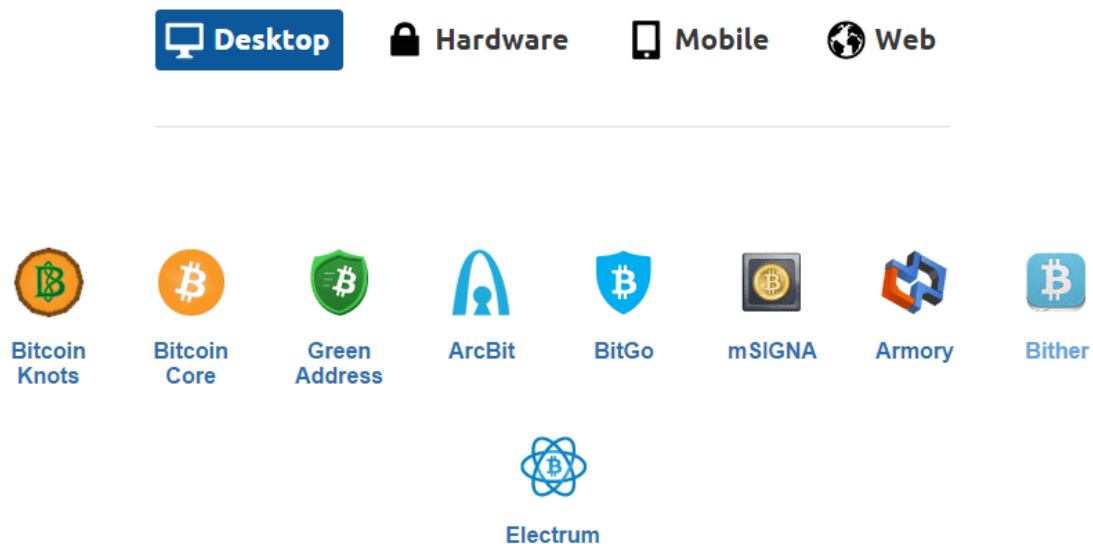 Desktop Hardware Mobile Web
Bitcoin Knots
Bitcoin Core
Green Address
ArcBit
BitGo
mSIGNA
Armory
Bither
Electrum